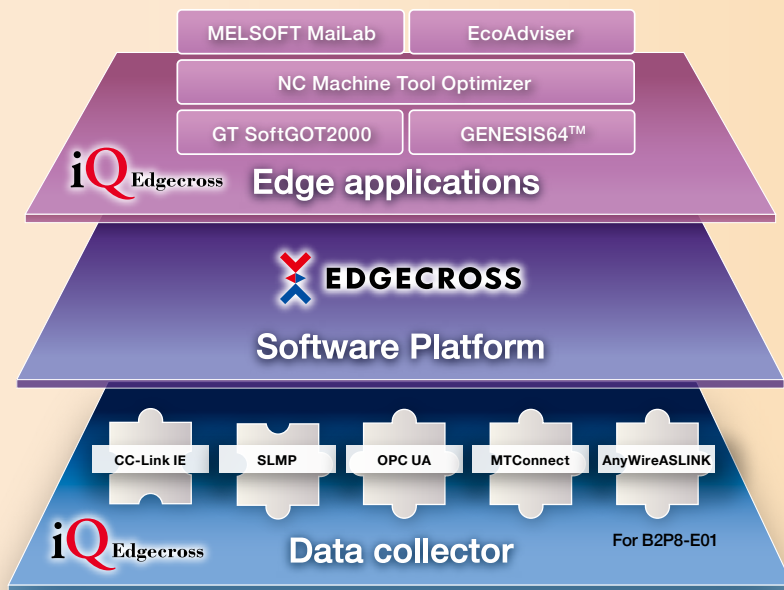 MELSOFT MaiLab
EcoAdviser
NC Machine Tool Optimizer
GT SoftGOT2000
GENESIS64™
iQ Edgecross
Edge applications
EDGECROSS
Software Platform
CC-Link IE
SLMP
OPC UA
MTConnect
AnyWireASLINK
iQ Edgecross
Data collector
For B2P8-E01